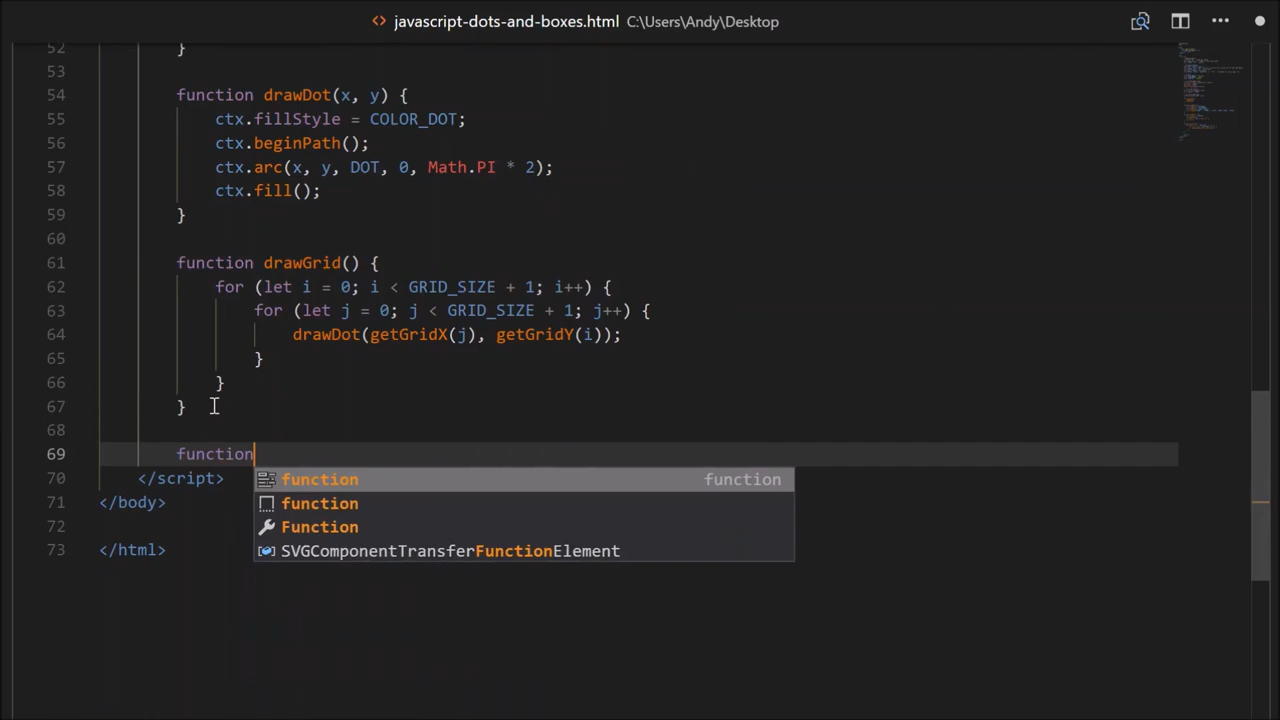 javascript-dots-and-boxes.html C:\Users\Andy\Desktop
52 }
53
54 function drawDot(x, y) {
55 ctx.fillStyle = COLOR_DOT;
56 ctx.beginPath();
57 ctx.arc(x, y, DOT, 0, Math.PI * 2);
58 ctx.fill();
59 }
60
61 function drawGrid() {
62 for (let i = 0; i < GRID_SIZE + 1; i++) {
63 for (let j = 0; j < GRID_SIZE + 1; j++) {
64 drawDot(getGridX(j), getGridY(i));
65 }
66 }
67 }
68
69 function
function function
70 </script>
function
71 </body>
Function
72
SVGComponentTransferFunctionElement
73 </html>